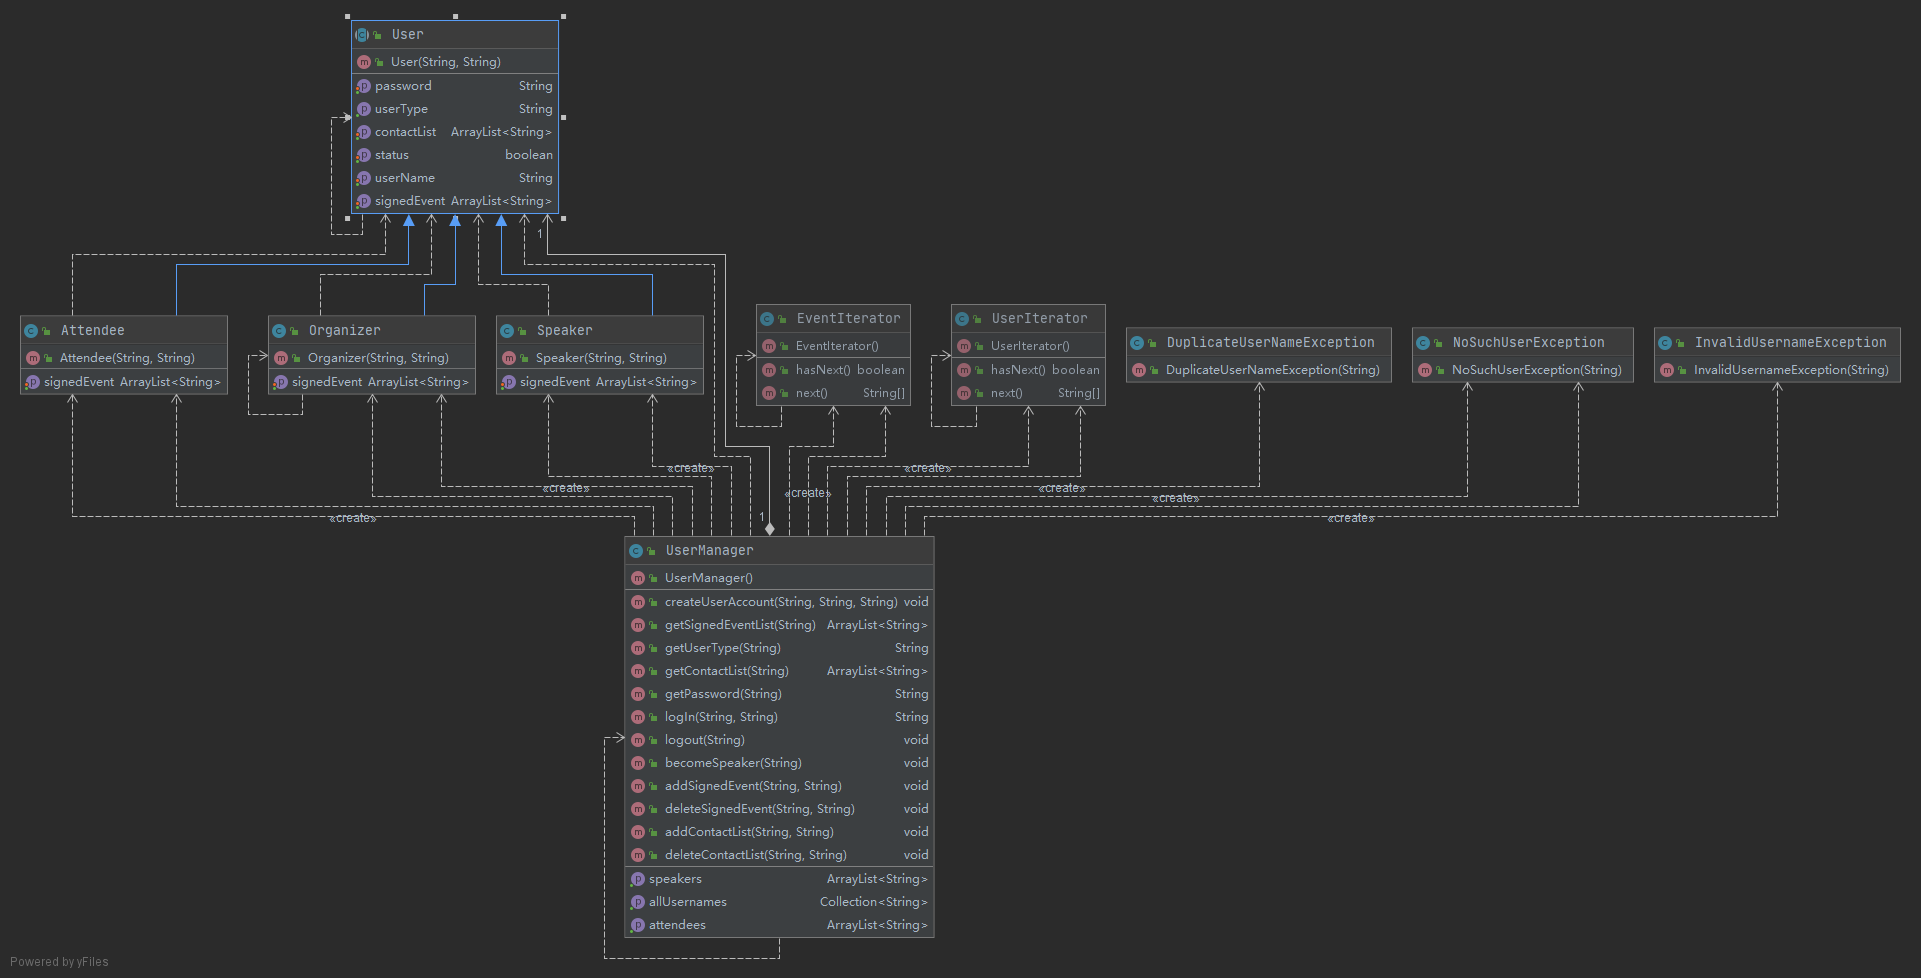 User
User(String, String)
password String
userType String
contactList ArrayList<String>
status boolean
userName String
signedEvent ArrayList<String>
1
Attendee
Attendee(String, String)
signedEvent ArrayList<String>
Organizer
Organizer(String, String)
signedEvent ArrayList<String>
Speaker
Speaker(String, String)
signedEvent ArrayList<String>
EventIterator
EventIterator()
hasNext() boolean
next() String[]
UserIterator
UserIterator()
hasNext() boolean
next() String[]
DuplicateUserNameException
DuplicateUserNameException(String)
NoSuchUserException
NoSuchUserException(String)
InvalidUsernameException
InvalidUsernameException(String)
«create»
«create»
«create»
«create»
«create»
«create»
«create»
«create»
1
UserManager
UserManager()
createUserAccount(String, String, String) void
getSignedEventList(String) ArrayList<String>
getUserType(String) String
getContactList(String) ArrayList<String>
getPassword(String) String
logIn(String, String) String
logout(String) void
becomeSpeaker(String) void
addSignedEvent(String, String) void
deleteSignedEvent(String, String) void
addContactList(String, String) void
deleteContactList(String, String) void
speakers ArrayList<String>
allUsernames Collection<String>
attendees ArrayList<String>
Powered by yFiles